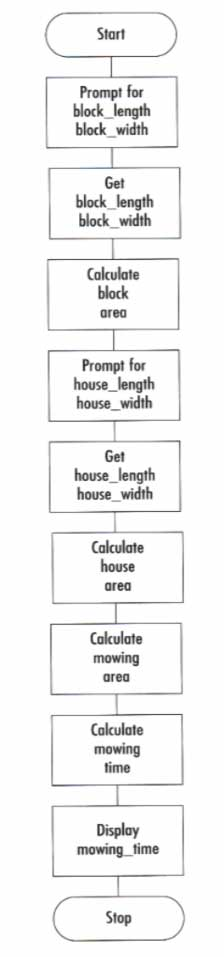 Start
Prompt for
block_length
block_width
Get
block_length
block_width
Calculate
block
area
Prompt for
house_length
house_width
Get
house_length
house_width
Calculate
house
area
Calculate
mowing
area
Calculate
mowing
time
Display
mowing_time
Stop